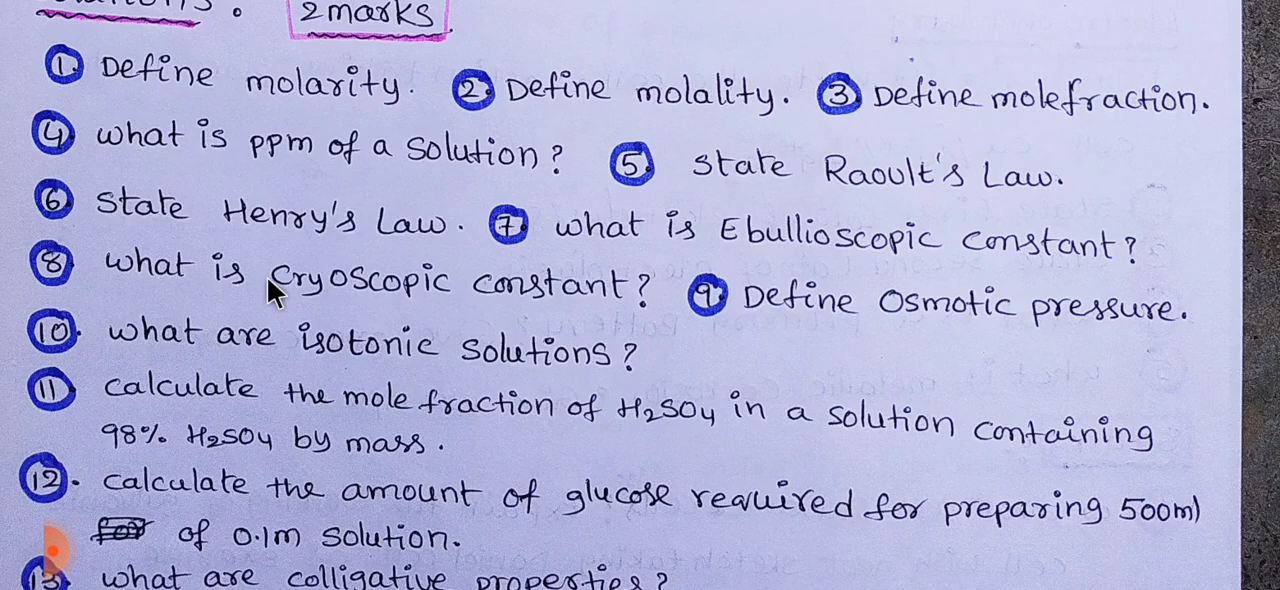 2 marks
① Define molarity. ② Define molality. ③ Define molefraction.
④ what is ppm of a solution? ⑤ state Raoult's Law.
⑥ state Henry's Law. ⑦ what is Ebullioscopic constant?
⑧ what is Cryoscopic constant? ⑨ Define Osmotic pressure.
⑩. what are isotonic solutions?
⑪ calculate the mole fraction of H2SO4 in a solution containing
98% H2SO4 by mass.
⑫. calculate the amount of glucose required for preparing 500ml
of 0.1m solution.
⑬. what are colligative properties?